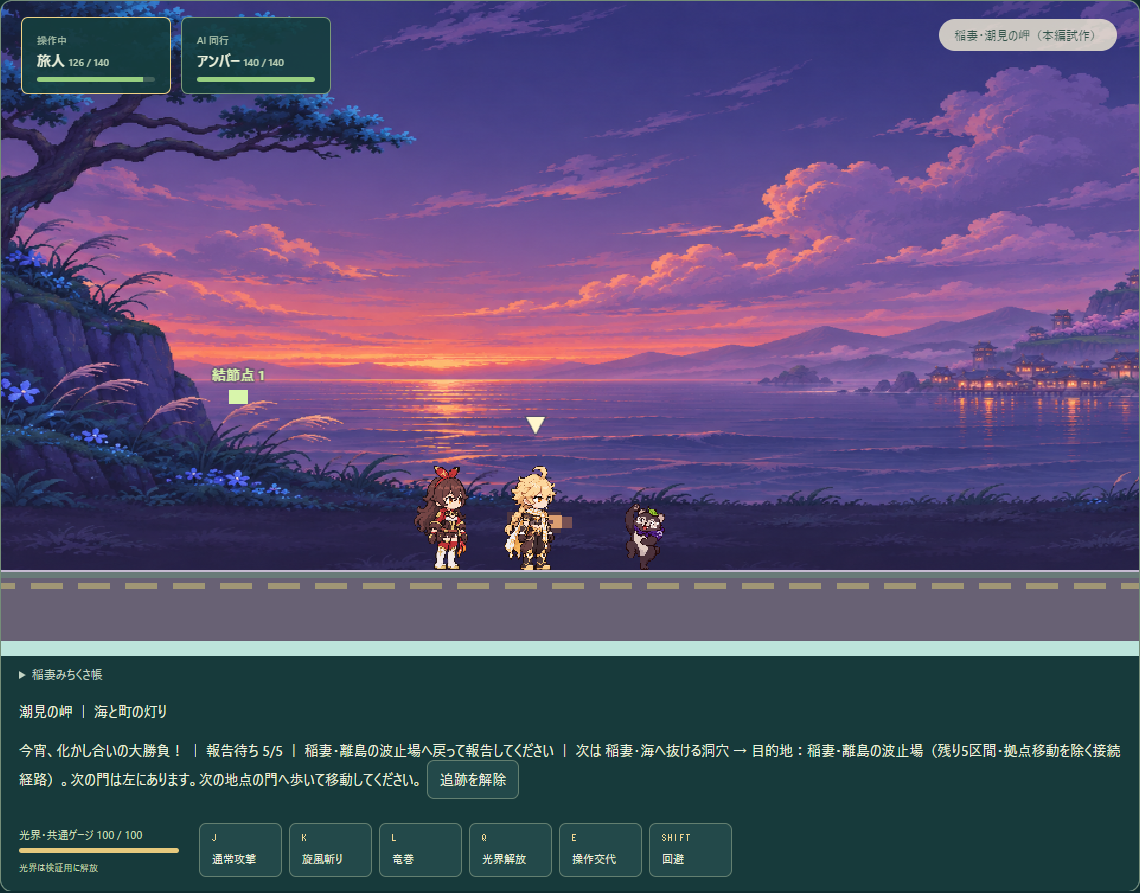 操作中
旅人 126 / 140
AI 同行
アンバー 140 / 140
稲妻・潮見の岬（本編試作）
結節点 1
▶ 稲妻みちくさ帳
潮見の岬 | 海と町の灯り
今宵、化かし合いの大勝負！ | 報告待ち 5/5 | 稲妻・離島の波止場へ戻って報告してください | 次は 稲妻・海へ抜ける洞穴 → 目的地：稲妻・離島の波止場（残り5区間・拠点移動を除く接続
経路）。次の門は左にあります。次の地点の門へ歩いて移動してください。 追跡を解除
光界・共通ゲージ 100 / 100
光界は検証用に解放
J
通常攻撃
K
旋風斬り
L
竜巻
Q
光界解放
E
操作交代
SHIFT
回避